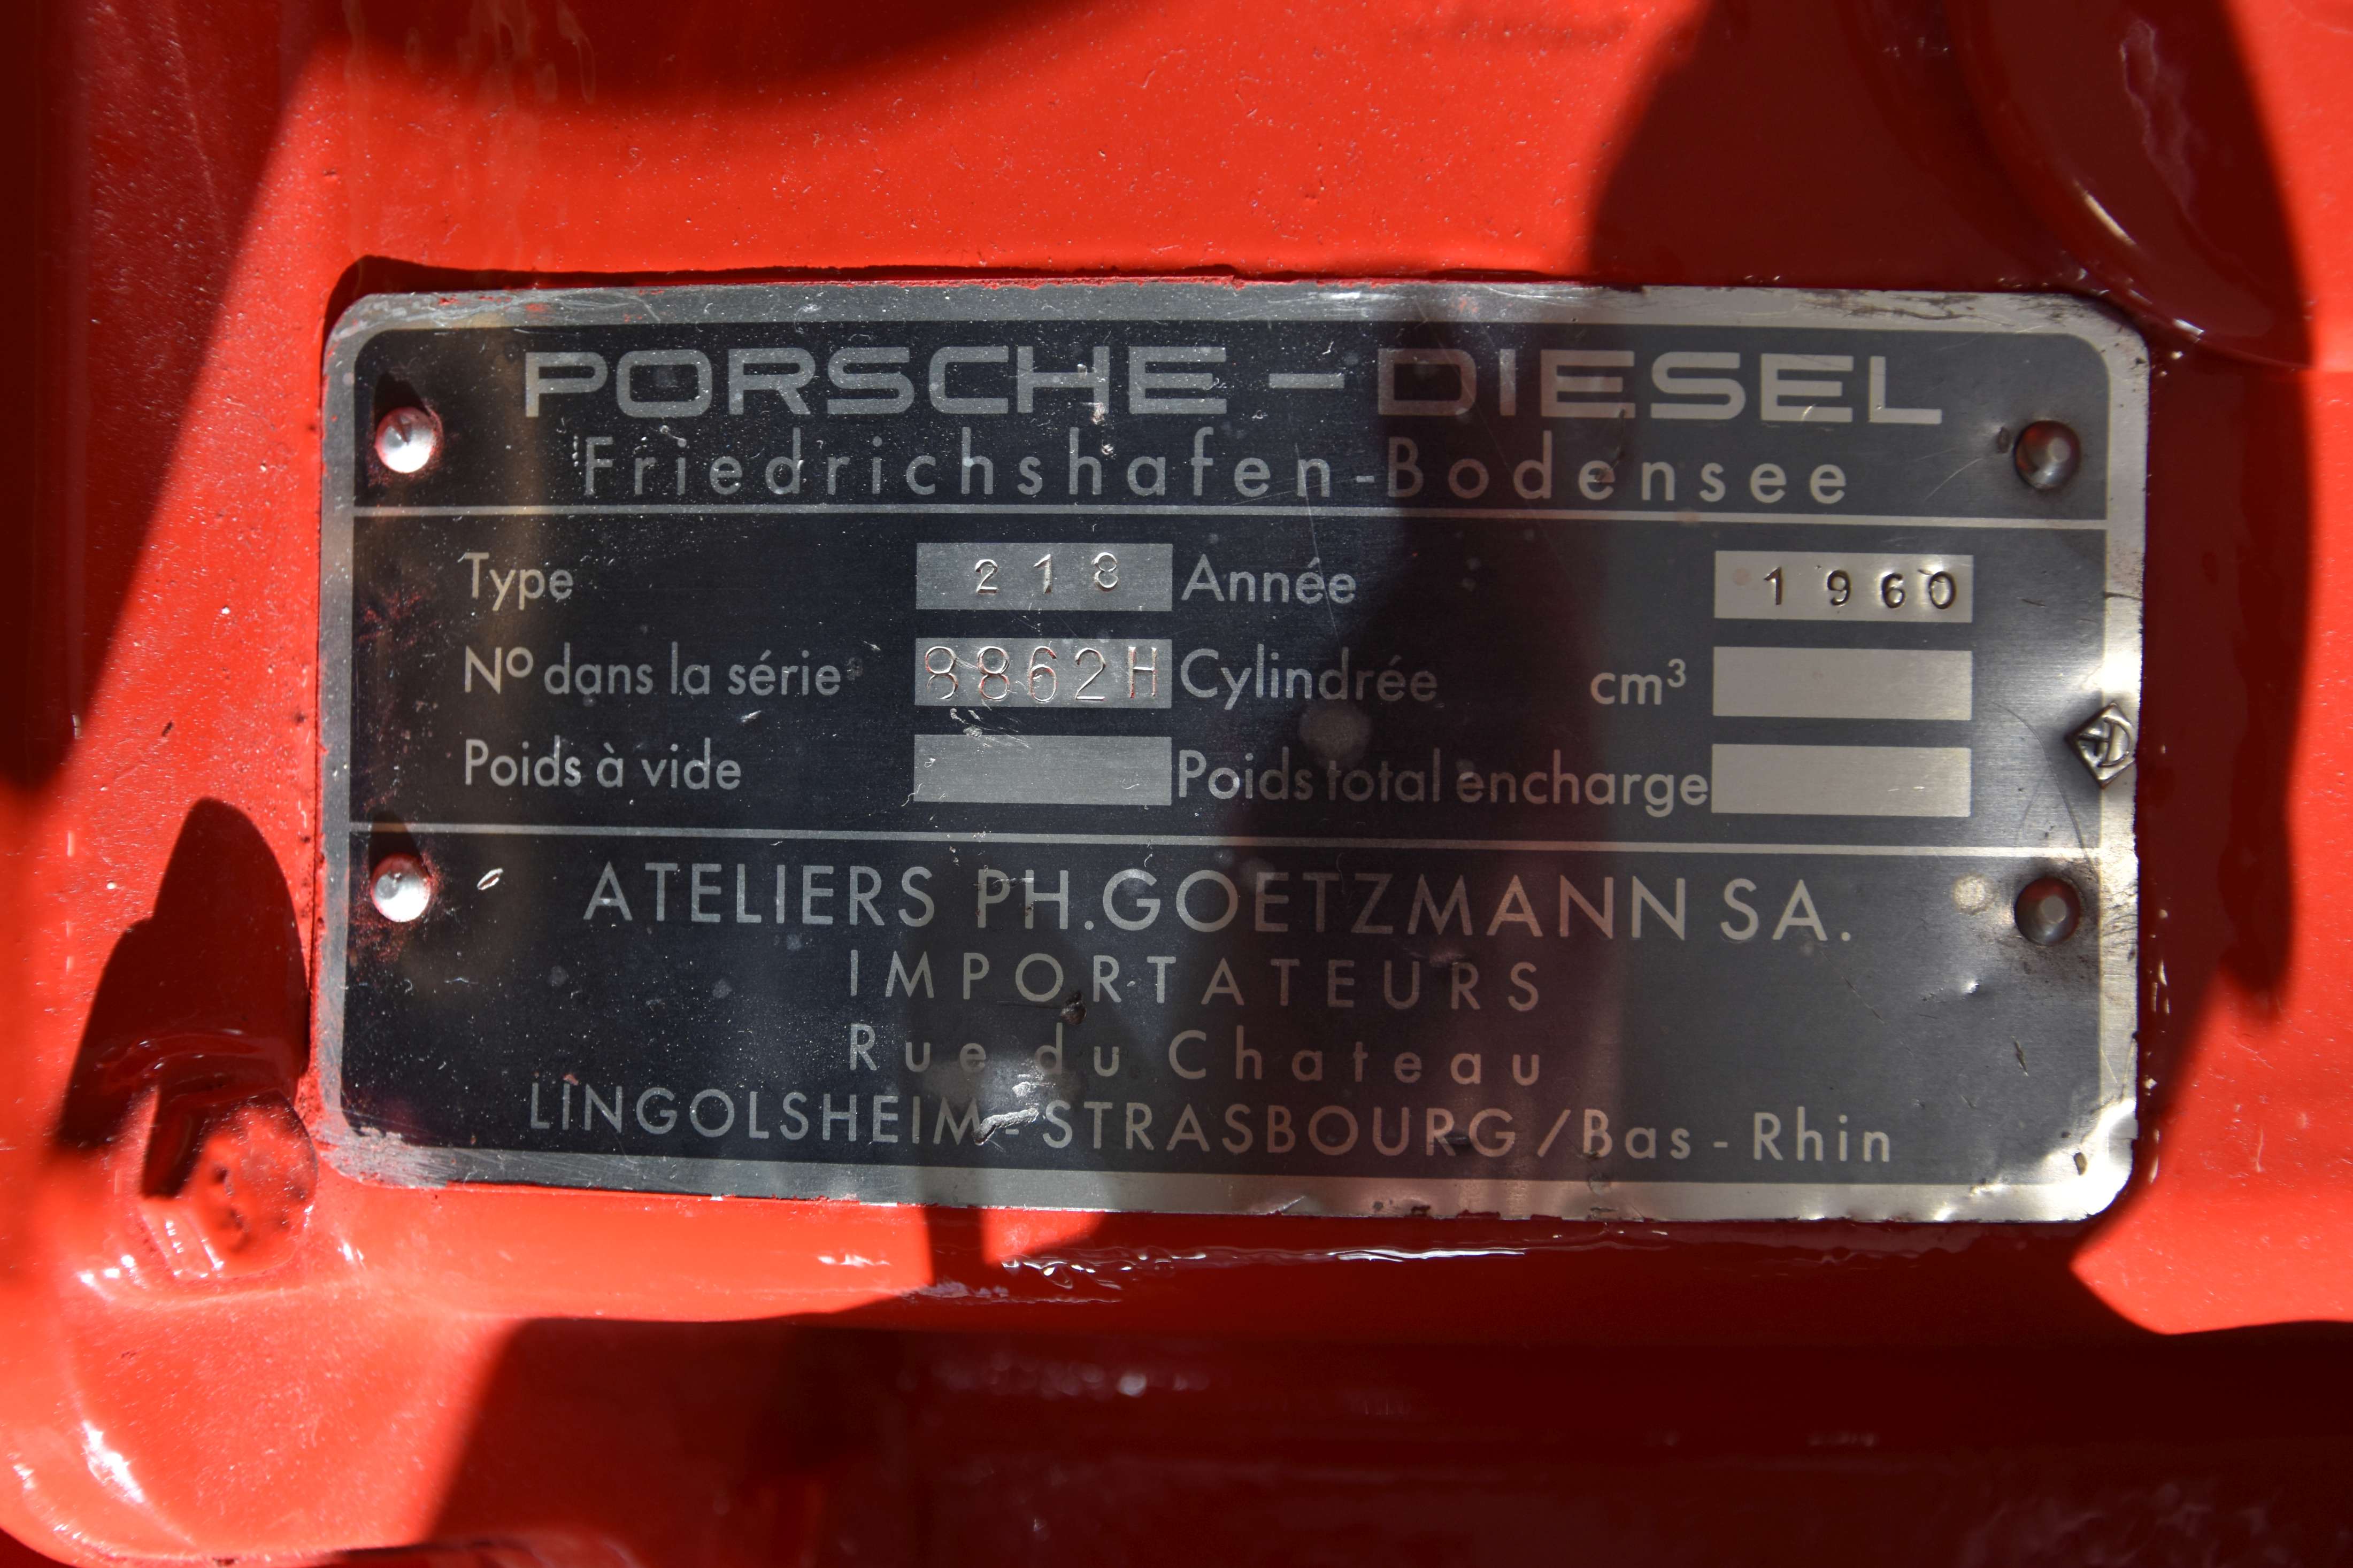 PORSCHE - DIESEL
Friedrichshafen-Bodensee
Type 218 Année 1960
Nº dans la série 8862H Cylindrée cm³
Poids à vide Poids total encharge
ATELIERS PH.GOETZMANN SA.
IMPORTATEURS
Rue du Chateau
LINGOLSHEIM-STRASBOURG/Bas-Rhin